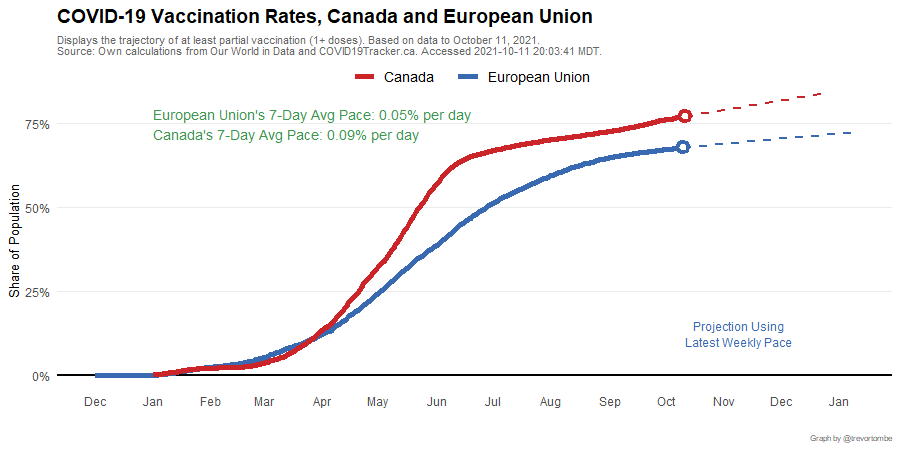 COVID-19 Vaccination Rates, Canada and European Union
Displays the trajectory of at least partial vaccination (1+ doses). Based on data to October 11, 2021.
Source: Own calculations from Our World in Data and COVID19Tracker.ca. Accessed 2021-10-11 20:03:41 MDT.
Canada European Union
European Union's 7-Day Avg Pace: 0.05% per day
Canada's 7-Day Avg Pace: 0.09% per day
75%
50%
25%
0%
Share of Population
Projection Using
Latest Weekly Pace
Dec Jan Feb Mar Apr May Jun Jul Aug Sep Oct Nov Dec Jan
Graph by @trevortombe